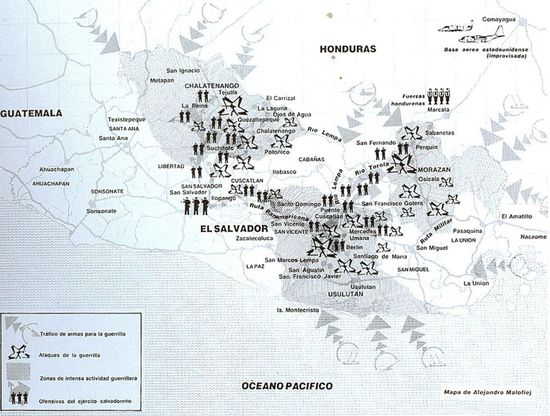 Comayagua
Base aerea estadounidense
(improvisada)
HONDURAS
San Ignacio
Metapan
CHALATENANGO
Tejutla
El Carrizal
La Reina
La Laguna
Ojos de Agua
Fuerzas
hondureñas
Marcala
GUATEMALA
Texistepeque
SANTA ANA
Santa Ana
Quezaltepeque
Chalatenango
Rio Lempa
Sabanetas
Suchitoto
Potonico
San Fernando
Perquin
LIBERTAD
Ilobasco
CABAÑAS
Lempa
Rio Torola
MORAZAN
Osicala
Ahuachapan
AHUACHAPAN
SONSONATE
SAN SALVADOR
San Salvador
CUSCATLAN
Ilopango
Santo Domingo
Puente
Cuscatlan
San Francisco Gotera
Sonsonate
Ruta Panamericana
San Vicente
SAN VICENTE
Mercedes
Umana
Ruta Militar
El Amatillo
EL SALVADOR
Zacatecoluca
Berlin
Pasaquina
LA UNION
Nacaome
San Miguel
LA PAZ
San Marcos Lempa
Santiago de Maria
San Agustin
San Francisco Javier
SAN MIGUEL
La Union
Usulutan
USULUTAN
Is. Montecristo
Tráfico de armas para la guerrilla
Ataques de la guerrilla
Zonas de intensa actividad guerrillera
Ofensivas del ejército salvadoreño
OCEANO PACIFICO
Mapa de Alejandro Malofiej